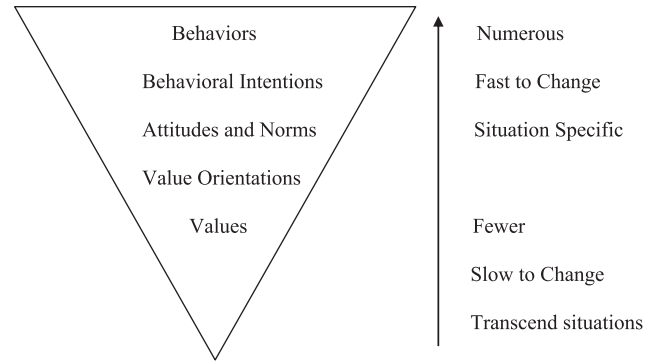 Behaviors
Behavioral Intentions
Attitudes and Norms
Value Orientations
Values
Numerous
Fast to Change
Situation Specific
Fewer
Slow to Change
Transcend situations